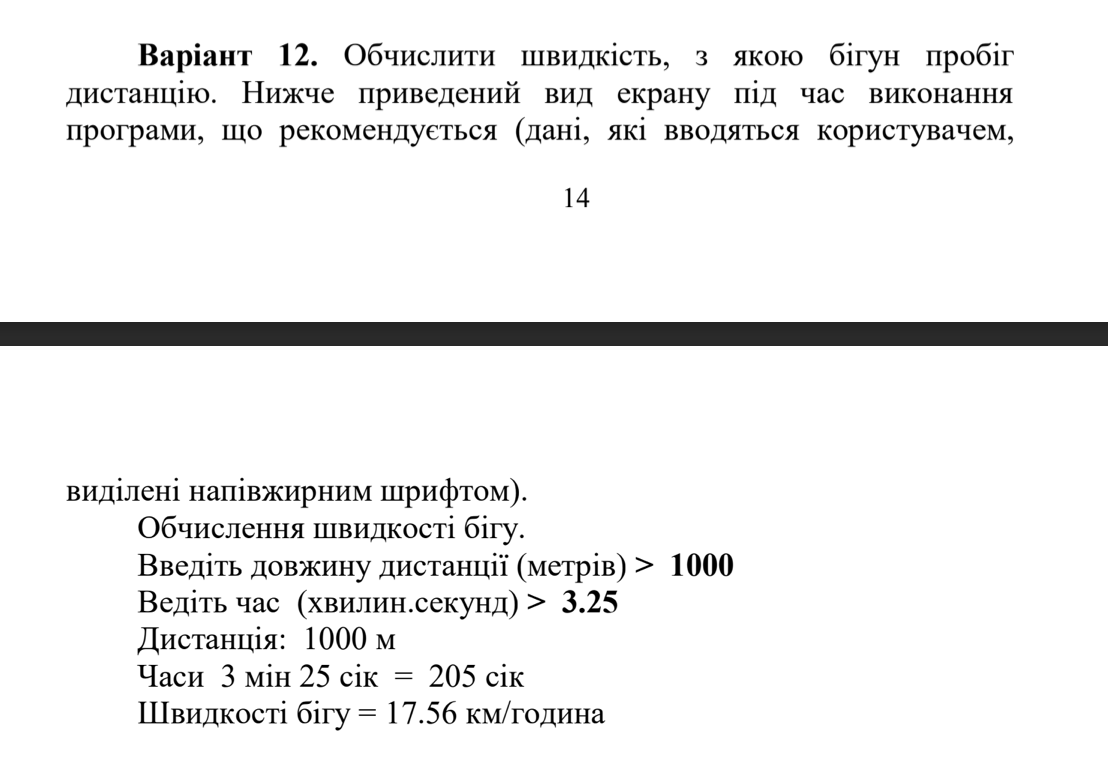 Варіант 12. Обчислити швидкість, з якою бігун пробіг
дистанцію. Нижче приведений вид екрану під час виконання
програми, що рекомендується (дані, які вводяться користувачем,
14
виділені напівжирним шрифтом).
Обчислення швидкості бігу.
Введіть довжину дистанції (метрів) > 1000
Ведіть час (хвилин.секунд) > 3.25
Дистанція: 1000 м
Часи 3 мін 25 сік = 205 сік
Швидкості бігу = 17.56 км/година